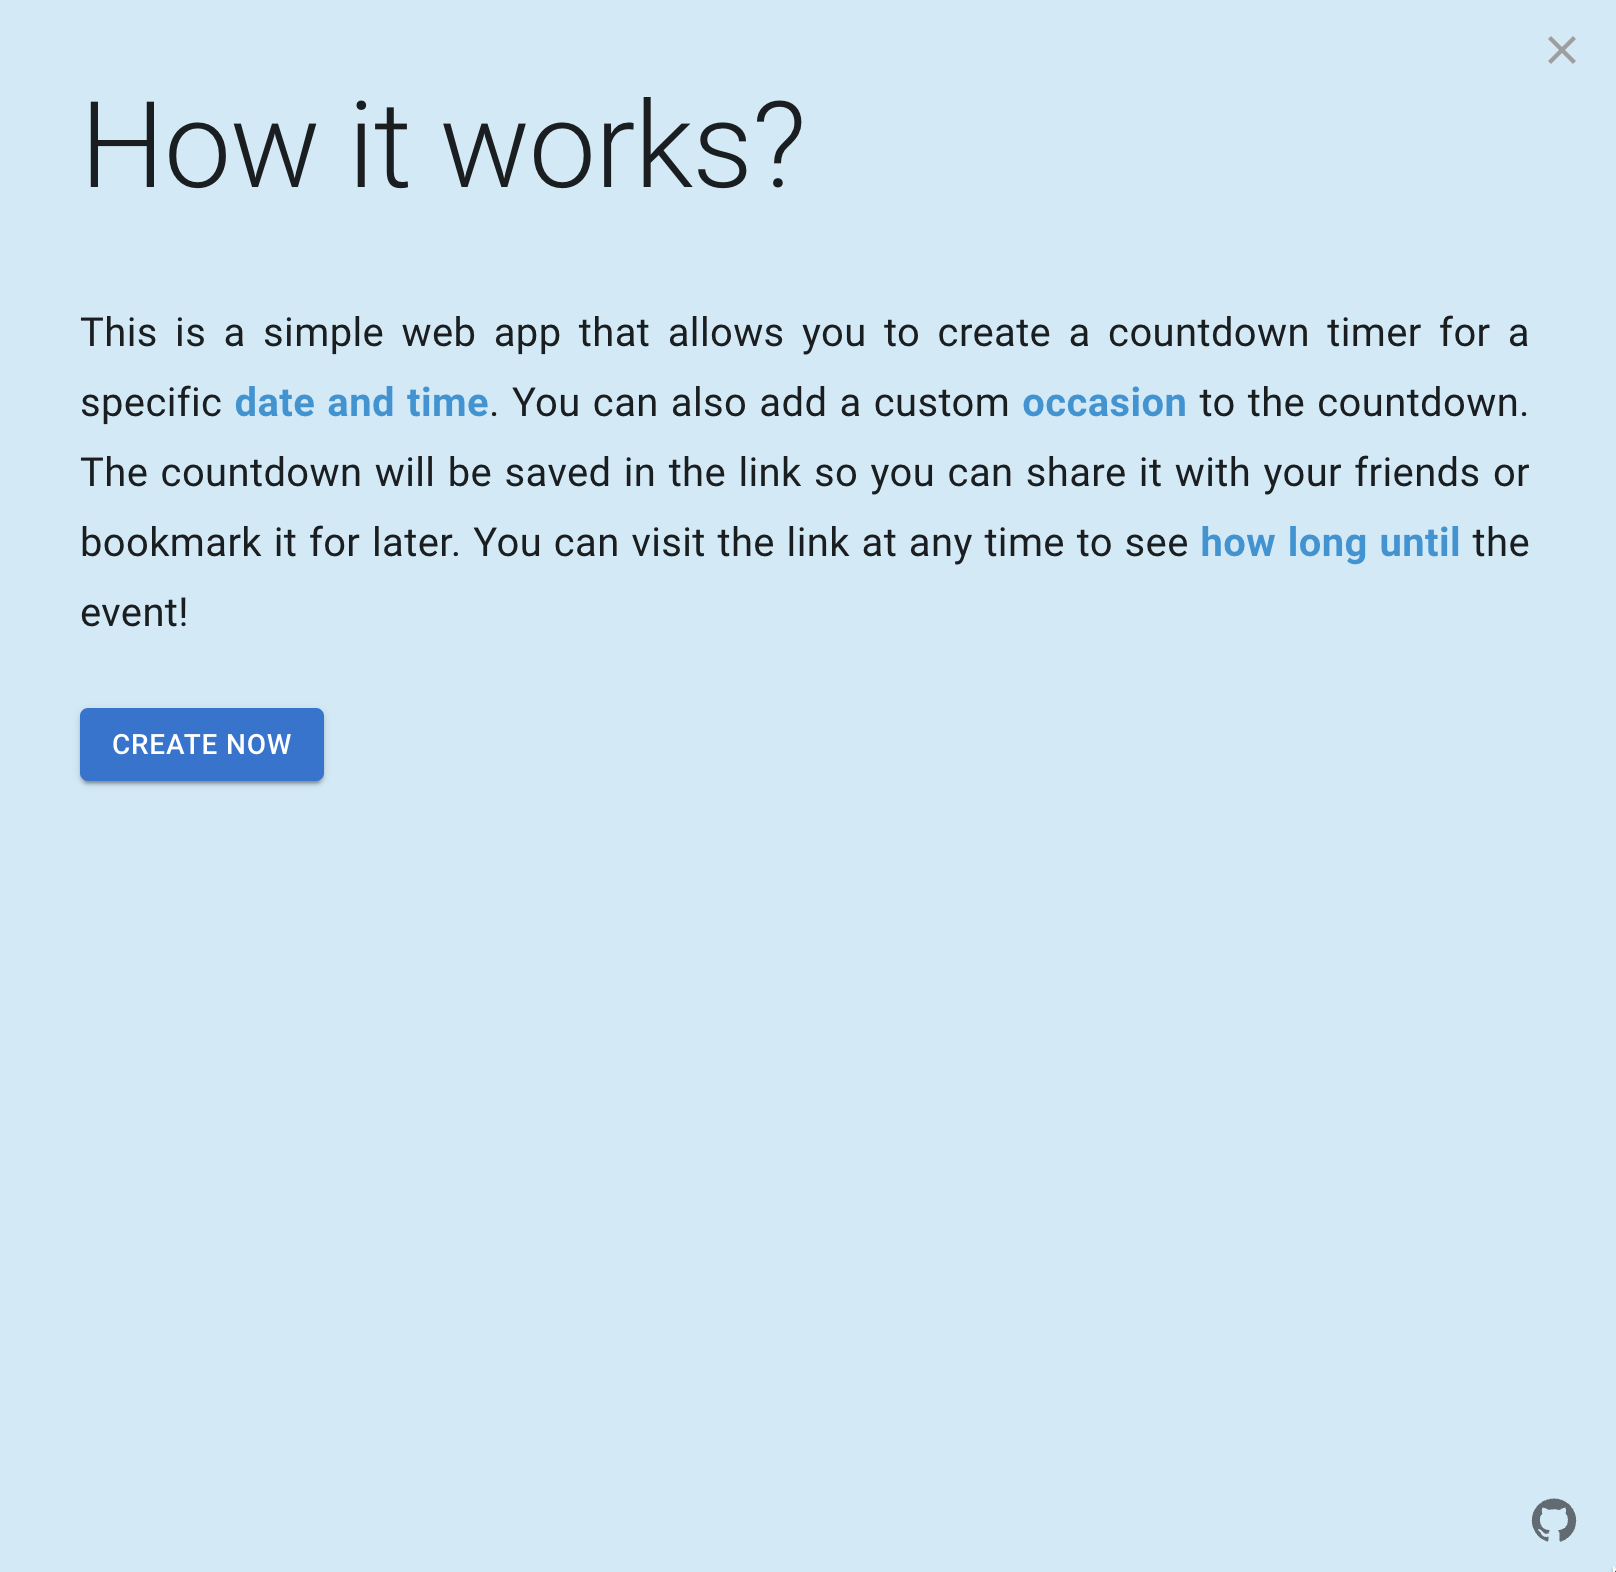 How it works?
This is a simple web app that allows you to create a countdown timer for a
specific date and time. You can also add a custom occasion to the countdown.
The countdown will be saved in the link so you can share it with your friends or
bookmark it for later. You can visit the link at any time to see how long until the
event!
CREATE NOW